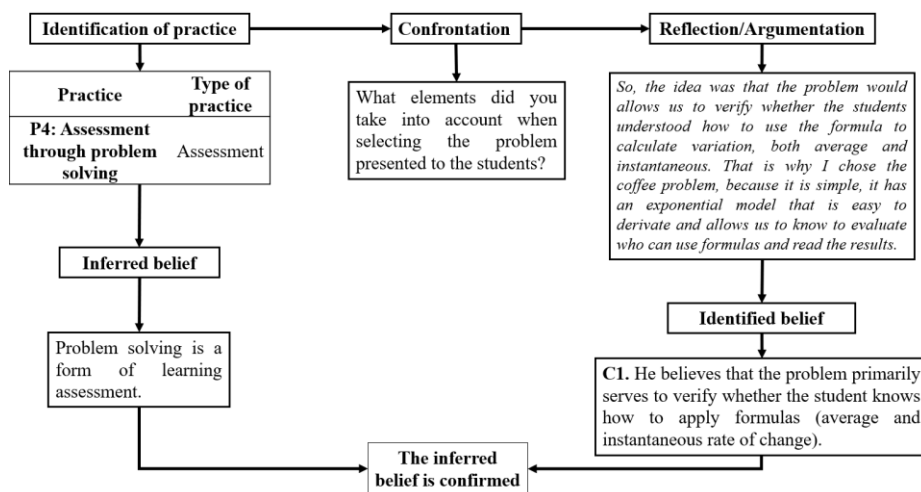 Identification of practice
Confrontation
Reflection/Argumentation
Practice
Type of
practice
P4: Assessment
through problem
solving
Assessment
What elements did you
take into account when
selecting the problem
presented to the students?
So, the idea was that the problem would
allows us to verify whether the students
understood how to use the formula to
calculate variation, both average and
instantaneous. That is why I chose the
coffee problem, because it is simple, it has
an exponential model that is easy to
derivate and allows us to know to evaluate
who can use formulas and read the results.
Inferred belief
Identified belief
Problem solving is a
form of learning
assessment.
C1. He believes that the problem primarily
serves to verify whether the student knows
how to apply formulas (average and
instantaneous rate of change).
The inferred
belief is confirmed